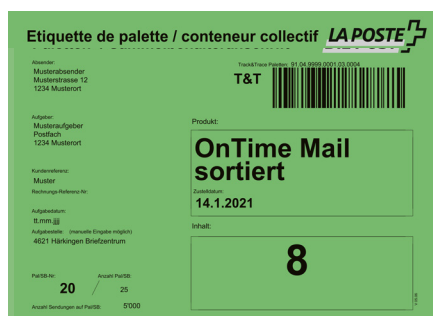 Etiquette de palette / conteneur collectif LA POSTE
Absender:
Musterabsender
Musterstrasse 12
1234 Musterort
Track&Trace Paletten: 91.04.9999.0001.03.0004
T&T
Aufgeber:
Musteraufgeber
Postfach
1234 Musterort
Produkt:
OnTime Mail
sortiert
Zustelldatum:
14.1.2021
Kundenreferenz:
Muster
Rechnungs-Referenz-Nr:
Aufgabedatum:
tt.mm.jjjj
Aufgabestelle: (manuelle Eingabe möglich)
4621 Härkingen Briefzentrum
Inhalt:
8
Pal/SB-Nr: Anzahl Pal/SB:
20 / 25
Anzahl Sendungen auf Pal/SB: 5'000